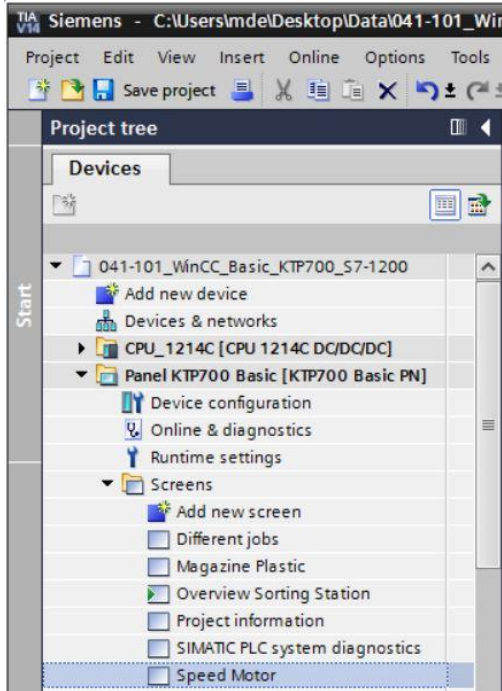 TIA
V14
Siemens - C:\Users\mde\Desktop\Data\041-101_Win
Project Edit View Insert Online Options Tools
Save project
Project tree
Devices
Start
041-101_WinCC_Basic_KTP700_S7-1200
Add new device
Devices & networks
CPU_1214C [CPU 1214C DC/DC/DC]
Panel KTP700 Basic [KTP700 Basic PN]
Device configuration
Online & diagnostics
Runtime settings
Screens
Add new screen
Different jobs
Magazine Plastic
Overview Sorting Station
Project information
SIMATIC PLC system diagnostics
Speed Motor